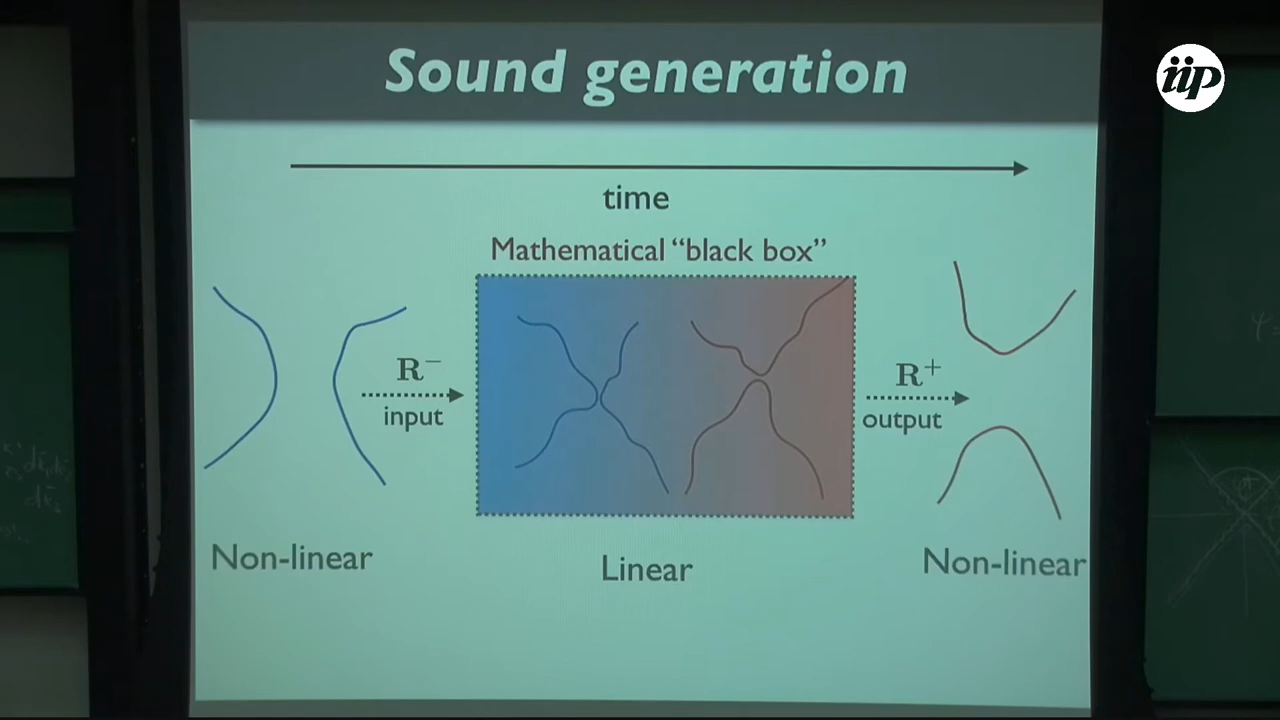 Sound generation
iip
time
Mathematical “black box”
R⁻
input
R⁺
output
Non-linear
Linear
Non-linear